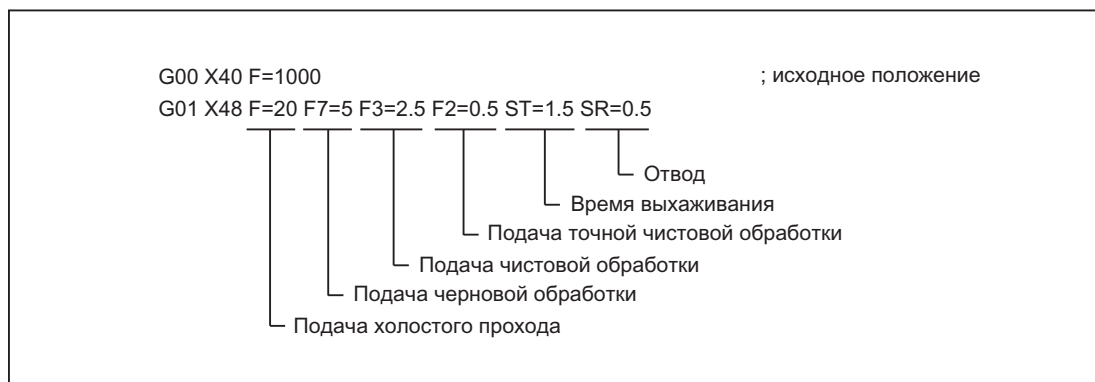 G00 X40 F=1000 ; исходное положение
G01 X48 F=20 F7=5 F3=2.5 F2=0.5 ST=1.5 SR=0.5
Отвод
Время выхаживания
Подача точной чистовой обработки
Подача чистовой обработки
Подача черновой обработки
Подача холостого прохода